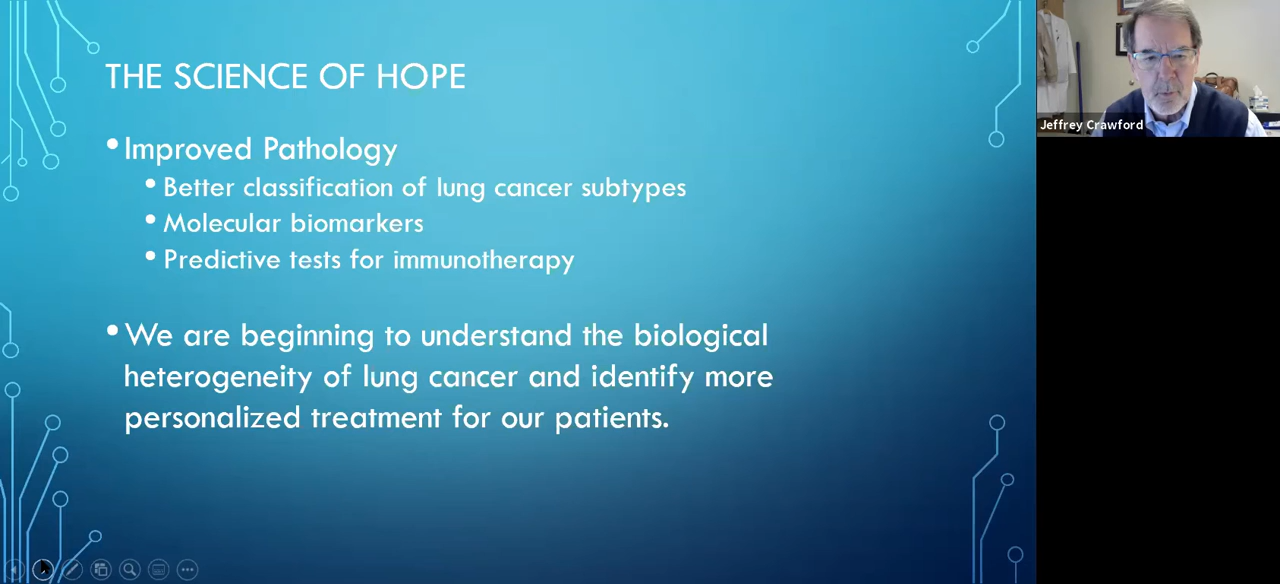 THE SCIENCE OF HOPE
• Improved Pathology
• Better classification of lung cancer subtypes
• Molecular biomarkers
• Predictive tests for immunotherapy
• We are beginning to understand the biological
heterogeneity of lung cancer and identify more
personalized treatment for our patients.
Jeffrey Crawford